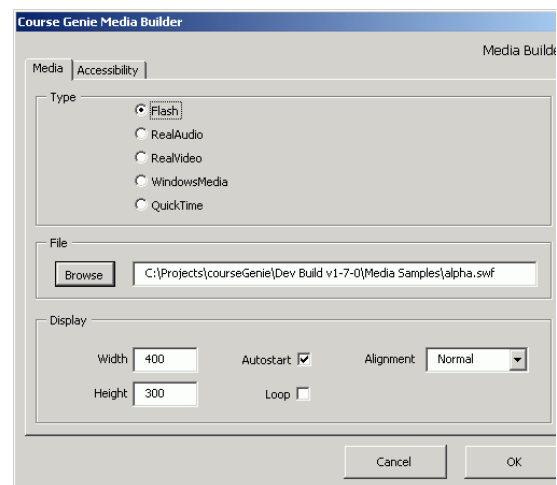 Course Genie Media Builder
Media Builde
Media Accessibility
Type
Flash
RealAudio
RealVideo
WindowsMedia
QuickTime
File
Browse C:\Projects\courseGenie\Dev Build v1-7-0\Media Samples\alpha.swf
Display
Width 400 Autostart Alignment Normal
Height 300 Loop
Cancel OK